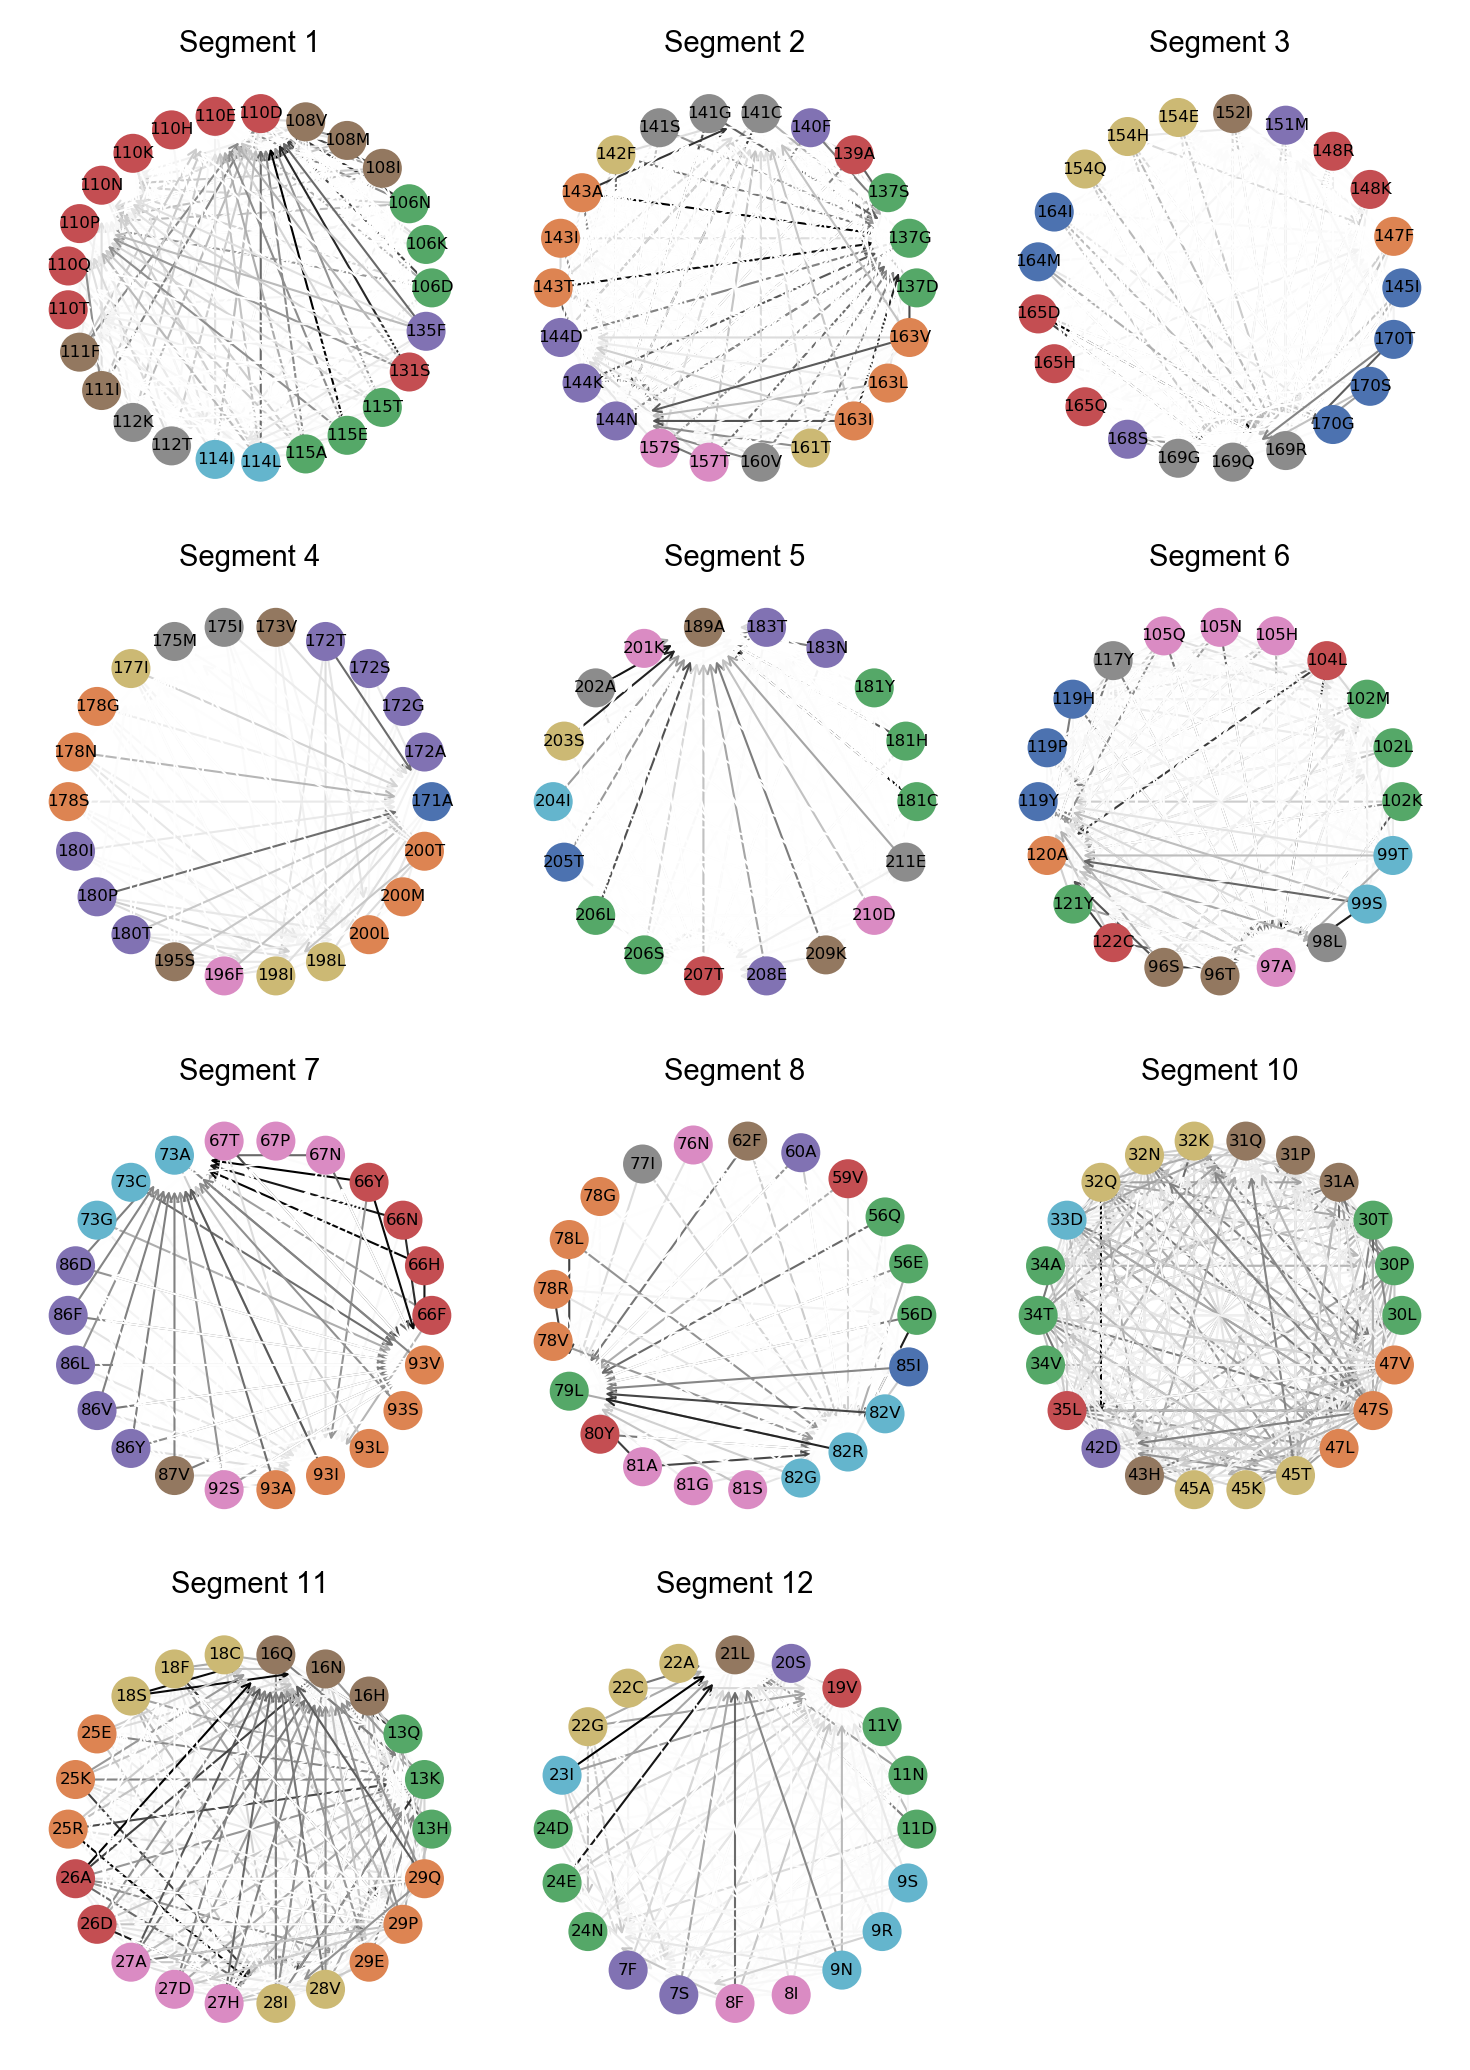 Segment 1
110D
108V
108M
108I
106N
106K
106D
135F
131S
115T
115E
115A
114L
114I
112T
112K
111I
111F
110T
110Q
110P
110N
110K
110H
110E
Segment 2
141C
140F
139A
137S
137G
137D
163V
163L
163I
161T
160V
157T
157S
144N
144K
144D
143T
143I
143A
142F
141S
141G
Segment 3
152I
151M
148R
148K
147F
145I
170T
170S
170G
169R
169Q
169G
168S
165Q
165H
165D
164M
164I
154Q
154H
154E
Segment 4
173V
172T
172S
172G
172A
171A
200T
200M
200L
198L
198I
196F
195S
180T
180P
180I
178S
178N
178G
177I
175M
175I
Segment 5
189A
183T
183N
181Y
181H
181C
211E
210D
209K
208E
207T
206S
206L
205T
204I
203S
202A
201K
Segment 6
105N
105H
104L
102M
102L
102K
99T
99S
98L
97A
96T
96S
122C
121Y
120A
119Y
119P
119H
117Y
105Q
Segment 7
67T
67P
67N
66Y
66N
66H
66F
93V
93S
93L
93I
93A
92S
87V
86Y
86V
86L
86F
86D
73G
73C
73A
Segment 8
62F
60A
59V
56Q
56E
56D
85I
82V
82R
82G
81S
81G
81A
80Y
79L
78V
78R
78L
78G
77I
76N
Segment 10
31Q
31P
31A
30T
30P
30L
47V
47S
47L
45T
45K
45A
43H
42D
35L
34V
34T
34A
33D
32Q
32N
32K
Segment 11
16Q
16N
16H
13Q
13K
13H
29Q
29P
29E
28V
28I
27H
27D
27A
26D
26A
25R
25K
25E
18S
18F
18C
Segment 12
21L
20S
19V
11V
11N
11D
9S
9R
9N
8I
8F
7S
7F
24N
24E
24D
23I
22G
22C
22A